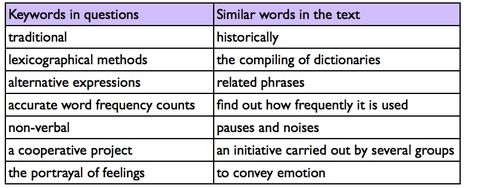 Keywords in questions Similar words in the text
traditional historically
lexicographical methods the compiling of dictionaries
alternative expressions related phrases
accurate word frequency counts find out how frequently it is used
non-verbal pauses and noises
a cooperative project an initiative carried out by several groups
the portrayal of feelings to convey emotion